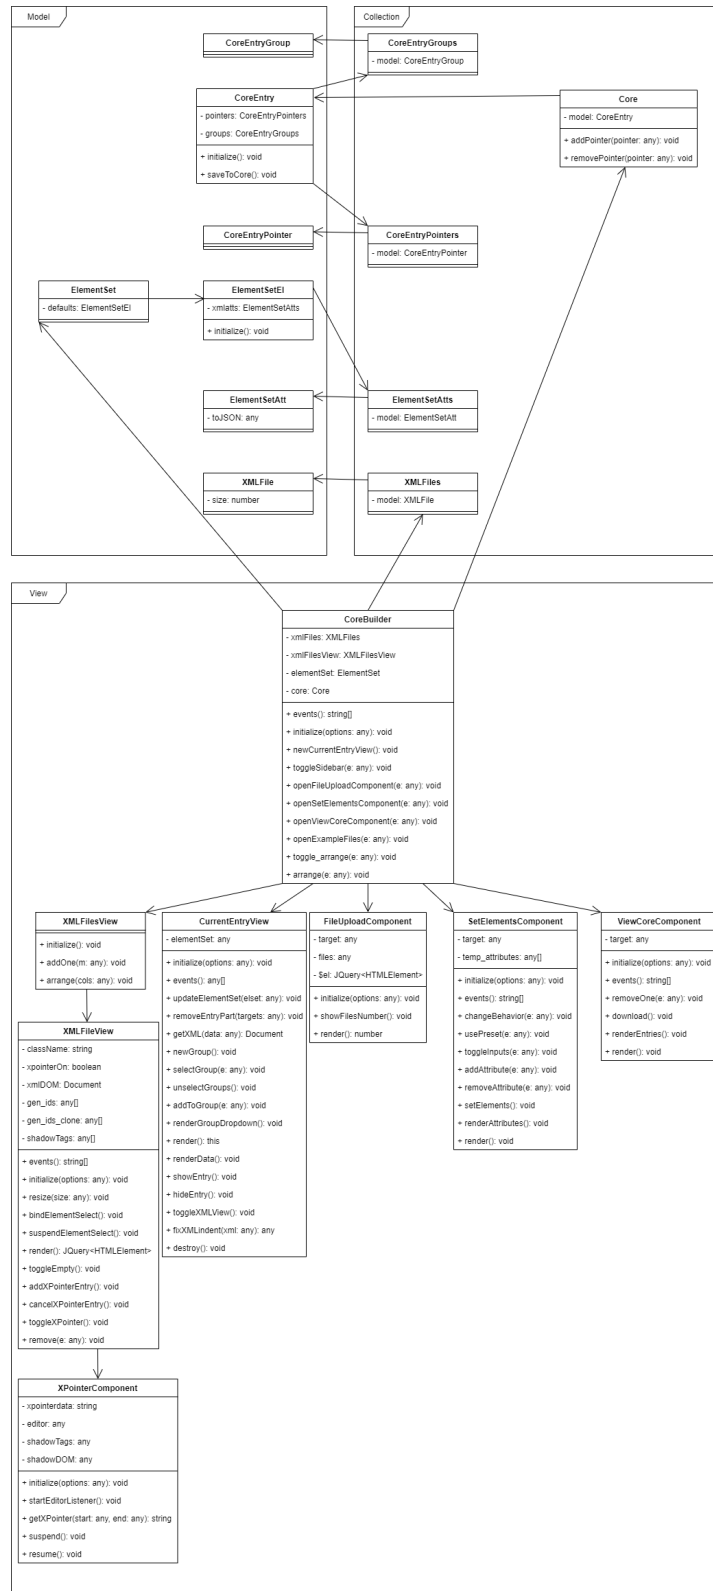 Model
Collection
CoreEntryGroup
CoreEntryGroups
- model: CoreEntryGroup
CoreEntry
- pointers: CoreEntryPointers
- groups: CoreEntryGroups
+ initialize(): void
+ saveToCore(): void
Core
- model: CoreEntry
+ addPointer(pointer: any): void
+ removePointer(pointer: any): void
CoreEntryPointer
CoreEntryPointers
- model: CoreEntryPointer
ElementSet
- defaults: ElementSetEl
ElementSetEl
- xmlatts: ElementSetAtts
+ initialize(): void
ElementSetAtt
- toJSON: any
ElementSetAtts
- model: ElementSetAtt
XMLFile
- size: number
XMLFiles
- model: XMLFile
View
CoreBuilder
- xmlFiles: XMLFiles
- xmlFilesView: XMLFilesView
- elementSet: ElementSet
- core: Core
+ events(): string[]
+ initialize(options: any): void
+ newCurrentEntryView(): void
+ toggleSidebar(e: any): void
+ openFileUploadComponent(e: any): void
+ openSetElementsComponent(e: any): void
+ openViewCoreComponent(e: any): void
+ openExampleFiles(e: any): void
+ toggle_arrange(e: any): void
+ arrange(e: any): void
XMLFilesView
+ initialize(): void
+ addOne(m: any): void
+ arrange(cols: any): void
XMLFileView
- className: string
- xpointerOn: boolean
- xmlDOM: Document
- gen_ids: any[]
- gen_ids_clone: any[]
- shadowTags: any[]
+ events(): string[]
+ initialize(options: any): void
+ resize(size: any): void
+ bindElementSelect(): void
+ suspendElementSelect(): void
+ render(): JQuery<HTMLElement>
+ toggleEmpty(): void
+ addXPointerEntry(): void
+ cancelXPointerEntry(): void
+ toggleXPointer(): void
+ remove(e: any): void
XPointerComponent
- xpointerdata: string
- editor: any
- shadowTags: any
- shadowDOM: any
+ initialize(options: any): void
+ startEditorListener(): void
+ getXPointer(start: any, end: any): string
+ suspend(): void
+ resume(): void
CurrentEntryView
- elementSet: any
+ initialize(options: any): void
+ events(): any[]
+ updateElementSet(elset: any): void
+ removeEntryPart(targets: any): void
+ getXML(data: any): Document
+ newGroup(): void
+ selectGroup(e: any): void
+ unselectGroups(): void
+ addToGroup(e: any): void
+ renderGroupDropdown(): void
+ render(): this
+ renderData(): void
+ showEntry(): void
+ hideEntry(): void
+ toggleXMLView(): void
+ fixXMLindent(xml: any): any
+ destroy(): void
FileUploadComponent
- target: any
- files: any
- $el: JQuery<HTMLElement>
+ initialize(options: any): void
+ showFilesNumber(): void
+ render(): number
SetElementsComponent
- target: any
- temp_attributes: any[]
+ initialize(options: any): void
+ events(): string[]
+ changeBehavior(e: any): void
+ usePreset(e: any): void
+ toggleInputs(e: any): void
+ addAttribute(e: any): void
+ removeAttribute(e: any): void
+ setElements(): void
+ renderAttributes(): void
+ render(): void
ViewCoreComponent
- target: any
+ initialize(options: any): void
+ events(): string[]
+ removeOne(e: any): void
+ download(): void
+ renderEntries(): void
+ render(): void